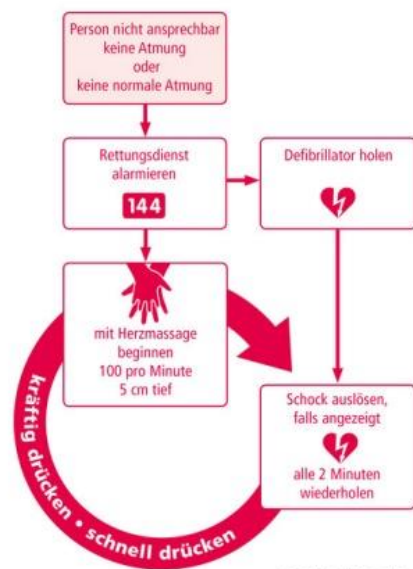 Person nicht ansprechbar
keine Atmung
oder
keine normale Atmung
Rettungsdienst
alarmieren
144
Defibrillator holen
mit Herzmassage
beginnen
100 pro Minute
5 cm tief
Schock auslösen,
falls angezeigt
alle 2 Minuten
wiederholen
kräftig drücken • schnell drücken